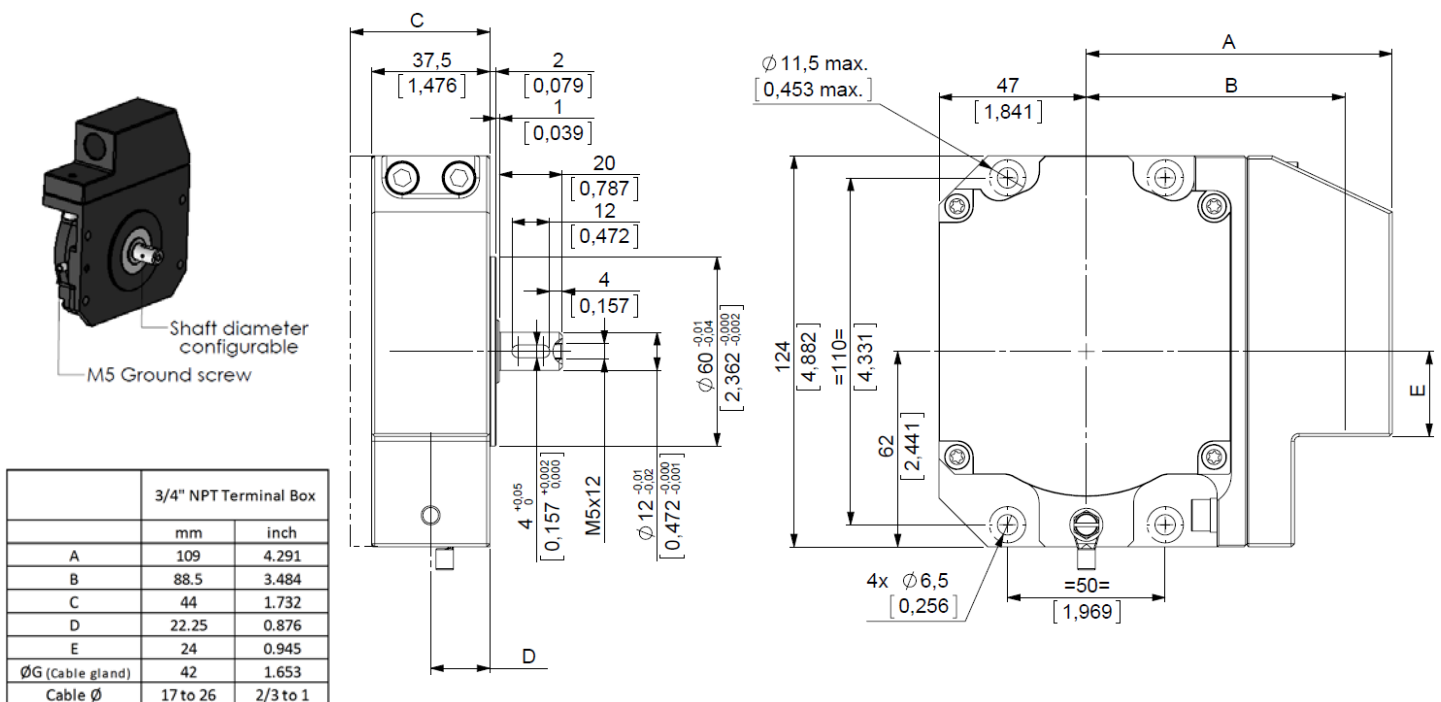 C
37,5
[1,476]
2
[0,079]
1
[0,039]
20
[0,787]
12
[0,472]
4
[0,157]
Ø 60 -0,01 -0,04
[2,362 -0,000 -0,002]
4 +0,05 0
[0,157 +0,002 0,000]
M5x12
Ø 12 -0,01 -0,02
[0,472 -0,000 -0,001]
D
Shaft diameter
configurable
M5 Ground screw
A
Ø 11,5 max.
[0,453 max.]
47
[1,841]
B
124
[4,882]
=110=
[4,331]
62
[2,441]
E
4x Ø6,5
[0,256]
=50=
[1,969]
3/4" NPT Terminal Box
mm inch
A 109 4.291
B 88.5 3.484
C 44 1.732
D 22.25 0.876
E 24 0.945
ØG (Cable gland) 42 1.653
Cable Ø 17 to 26 2/3 to 1